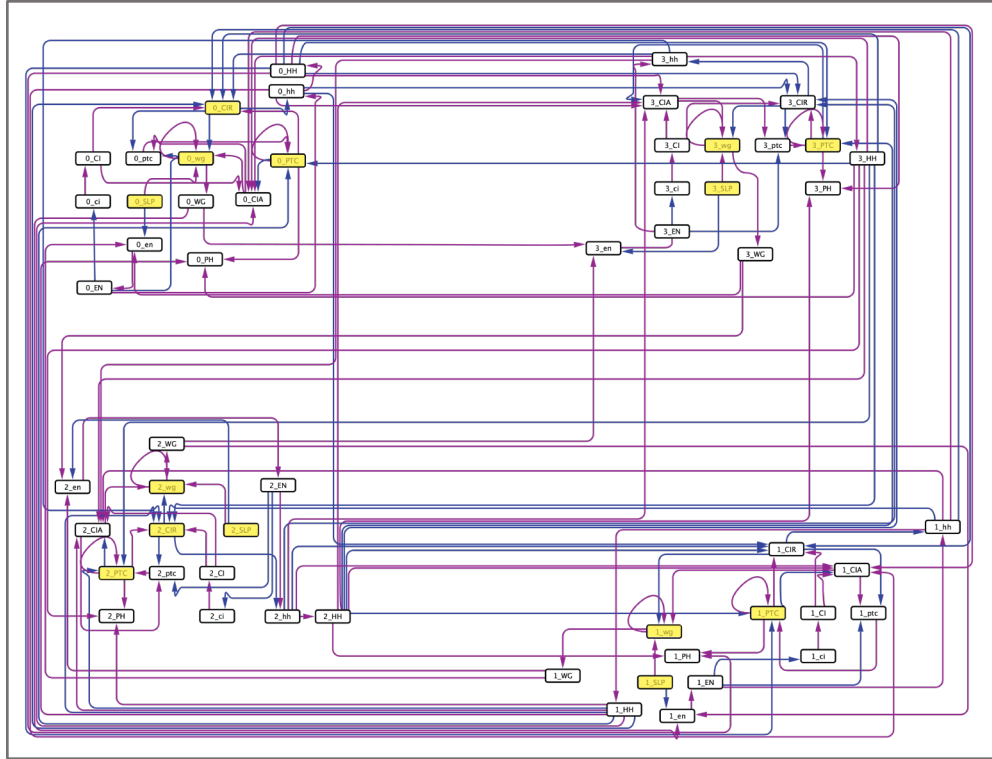 3_hh
0_HH
0_hh
3_CIA
3_CIR
0_CIR
3_CI
3_wg
3_ptc
3_PTC
0_CI
0_ptc
0_wg
0_PTC
3_HH
3_ci
3_SLP
3_PH
0_ci
0_SLP
0_WG
0_CIA
3_EN
0_en
3_en
3_WG
0_PH
0_EN
2_WG
2_en
2_wg
2_EN
2_CIA
2_CIR
2_SLP
1_hh
1_CIR
2_PTC
2_ptc
2_CI
1_CIA
2_PH
2_ci
2_hh
2_HH
1_PTC
1_CI
1_ptc
1_wg
1_PH
1_ci
1_WG
1_SLP
1_EN
1_HH
1_en